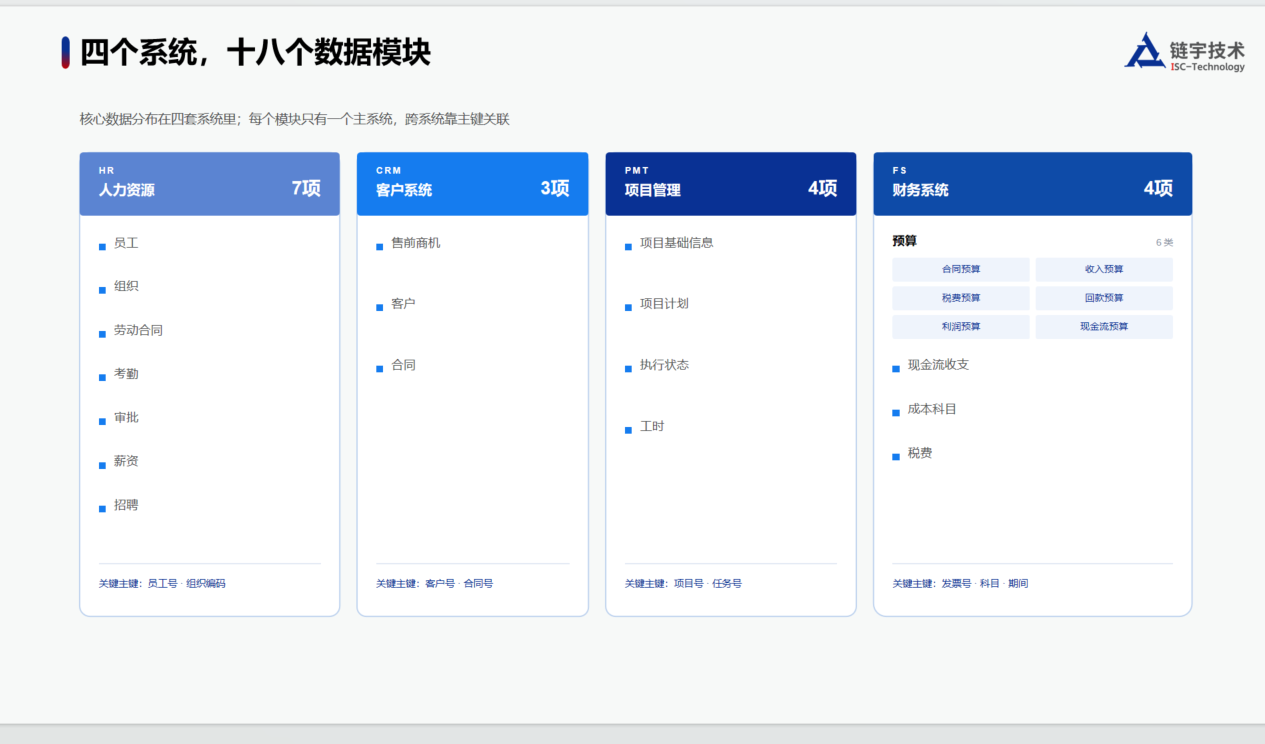 四个系统，十八个数据模块
链宇技术
ISC-Technology
核心数据分布在四套系统里；每个模块只有一个主系统，跨系统靠主键关联
HR
人力资源
7项
员工
组织
劳动合同
考勤
审批
薪资
招聘
关键主键：员工号 · 组织编码
CRM
客户系统
3项
售前商机
客户
合同
关键主键：客户号 · 合同号
PMT
项目管理
4项
项目基础信息
项目计划
执行状态
工时
关键主键：项目号 · 任务号
FS
财务系统
4项
预算
6 类
合同预算
收入预算
税费预算
回款预算
利润预算
现金流预算
现金流收支
成本科目
税费
关键主键：发票号 · 科目 · 期间